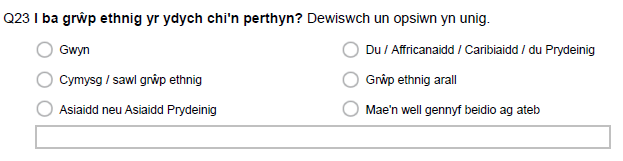 Q23 I ba grŵp ethnig yr ydych chi'n perthyn? Dewiswch un opsiwn yn unig.
Gwyn
Cymysg / sawl grŵp ethnig
Asiaidd neu Asiaidd Prydeinig
Du / Affricanaidd / Caribiaidd / du Prydeinig
Grŵp ethnig arall
Mae'n well gennyf beidio ag ateb